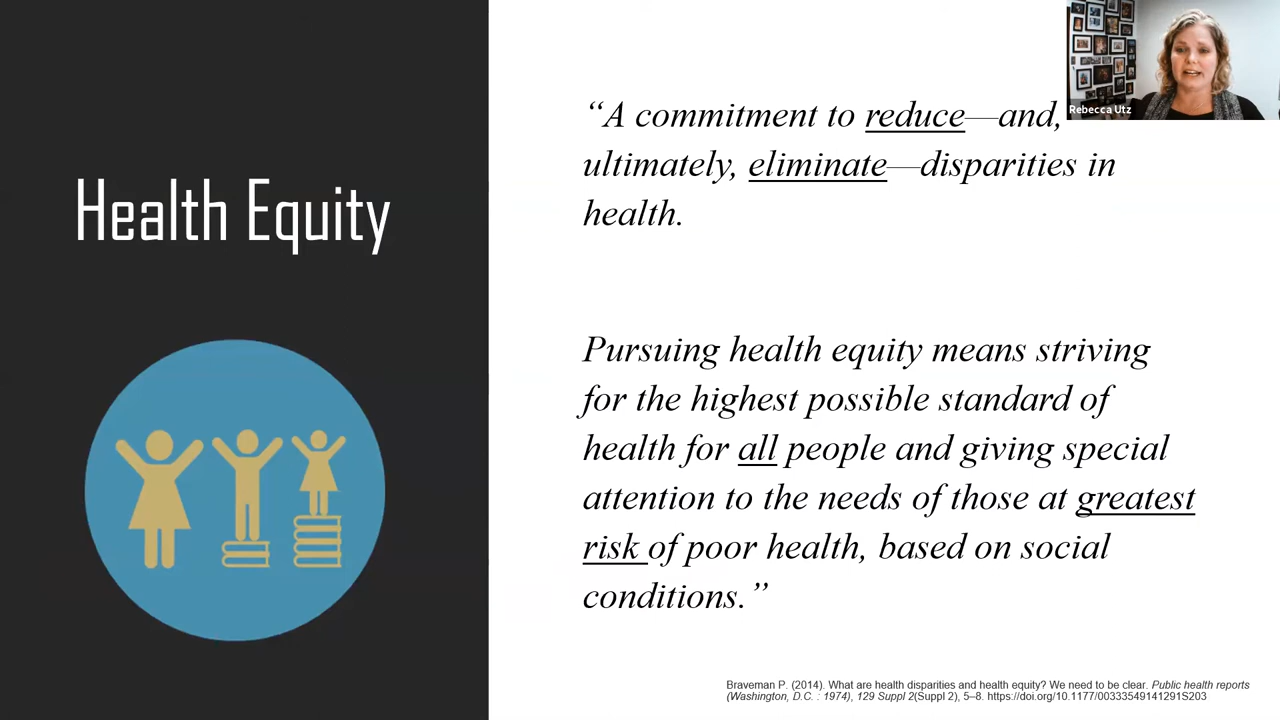 Rebecca Utz
Health Equity
“A commitment to reduce—and,
ultimately, eliminate—disparities in
health.
Pursuing health equity means striving
for the highest possible standard of
health for all people and giving special
attention to the needs of those at greatest
risk of poor health, based on social
conditions.”
Braveman P. (2014). What are health disparities and health equity? We need to be clear. Public health reports
(Washington, D.C. : 1974), 129 Suppl 2(Suppl 2), 5–8. https://doi.org/10.1177/00333549141291S203